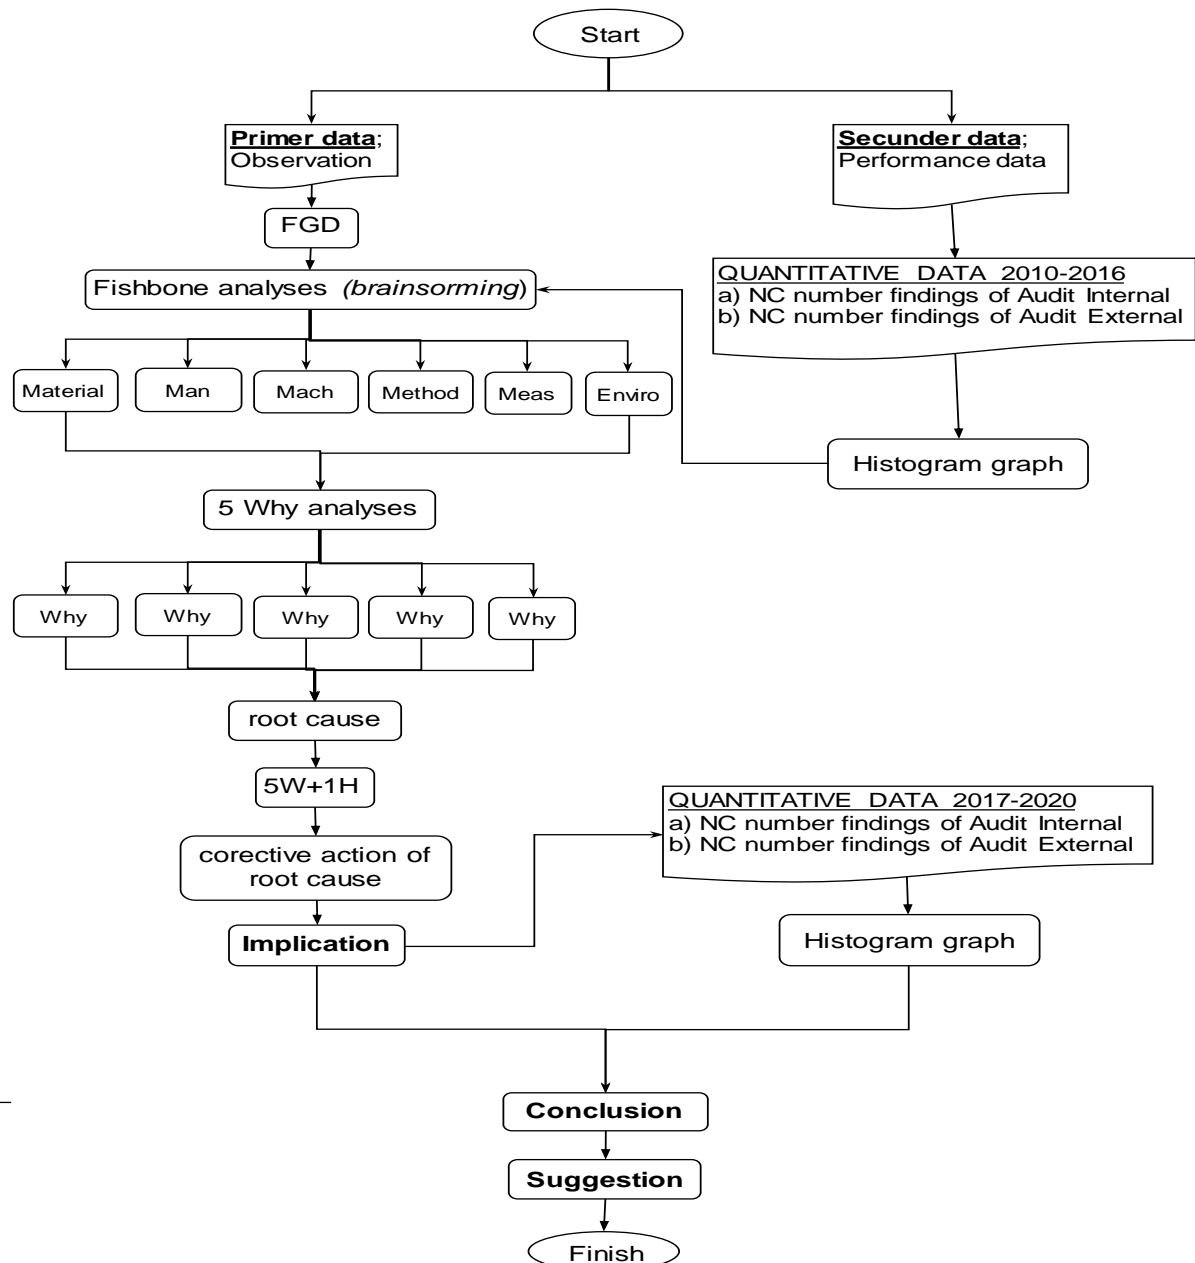 Start
Primer data;
Observation
Secunder data;
Performance data
FGD
QUANTITATIVE DATA 2010-2016
a) NC number findings of Audit Internal
b) NC number findings of Audit External
Fishbone analyses (brainsorming)
Material
Man
Mach
Method
Meas
Enviro
Histogram graph
5 Why analyses
Why
Why
Why
Why
Why
root cause
5W+1H
QUANTITATIVE DATA 2017-2020
a) NC number findings of Audit Internal
b) NC number findings of Audit External
corective action of
root cause
Implication
Histogram graph
Conclusion
Suggestion
Finish